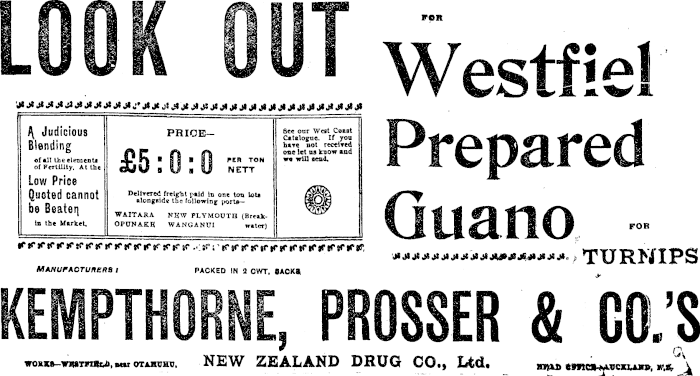 LOOK OUT
FOR
Westfiel
Prepared
Guano
FOR
TURNIPS
A Judicious
Blending
of all the elements
of Fertility, At the
Low Price
Quoted cannot
be Beaten
in the Market.
PRICE—
£5:0:0 PER TON
NETT
Delivered freight paid in one ton lots
alongside the following ports—
WAITARA NEW PLYMOUTH (Break-
OPUNAKE WANGANUI water)
See our West Coast
Catalogue. If you
have not received
one let us know and
we will send.
MANUFACTURERS: PACKED IN 2 CWT. SACKS
KEMPTHORNE, PROSSER & CO.'S
WORKS—WESTFIELD, near OTAHUHU. NEW ZEALAND DRUG CO., Ltd. HEAD OFFICE—AUCKLAND, N.Z.